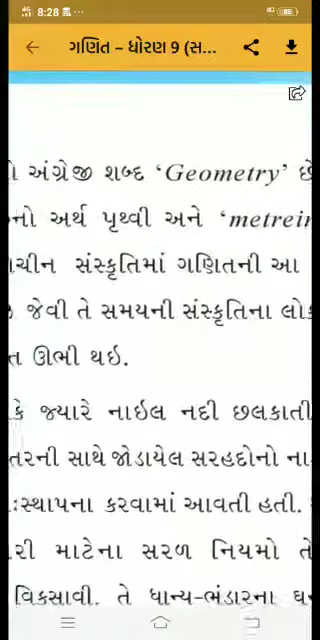 8:28
ગણિત – ધોરણ 9 (સ...
અંગ્રેજી શબ્દ ‘Geometry’ છે
નો અર્થ પૃથ્વી અને ‘metrein
ચીન સંસ્કૃતિમાં ગણિતની આ
જેવી તે સમયની સંસ્કૃતિના લો
ત ઊભી થઇ.
કે જ્યારે નાઇલ નદી છલકાતી
તરની સાથે જોડાયેલ સરહદોનો ના
:સ્થાપના કરવામાં આવતી હતી.
રી માટેના સરળ નિયમો તે
વિકસાવી. તે ધાન્ય-ભંડારના ઘ